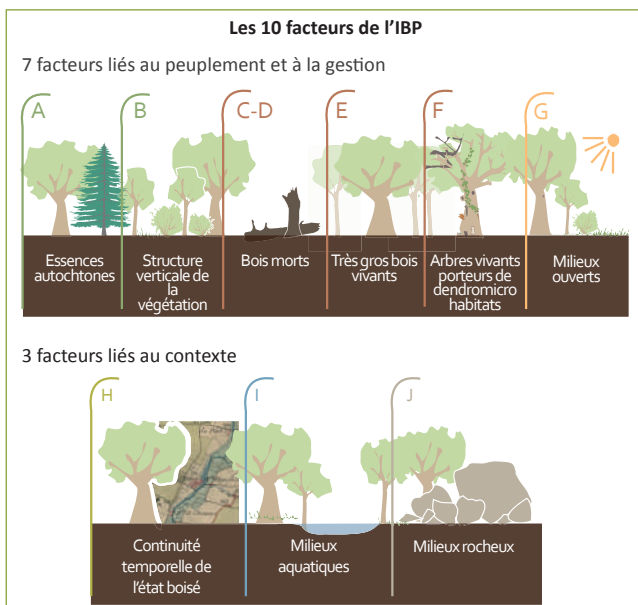 Les 10 facteurs de l'IBP
7 facteurs liés au peuplement et à la gestion
A
B
C-D
E
F
G
Essences
autochtones
Structure
verticale de
la
végétation
Bois morts
Très gros bois
vivants
Arbres vivants
porteurs de
dendromicro
habitats
Milieux
ouverts
3 facteurs liés au contexte
H
I
J
Continuité
temporelle de
l'état boisé
Milieux
aquatiques
Milieux rocheux